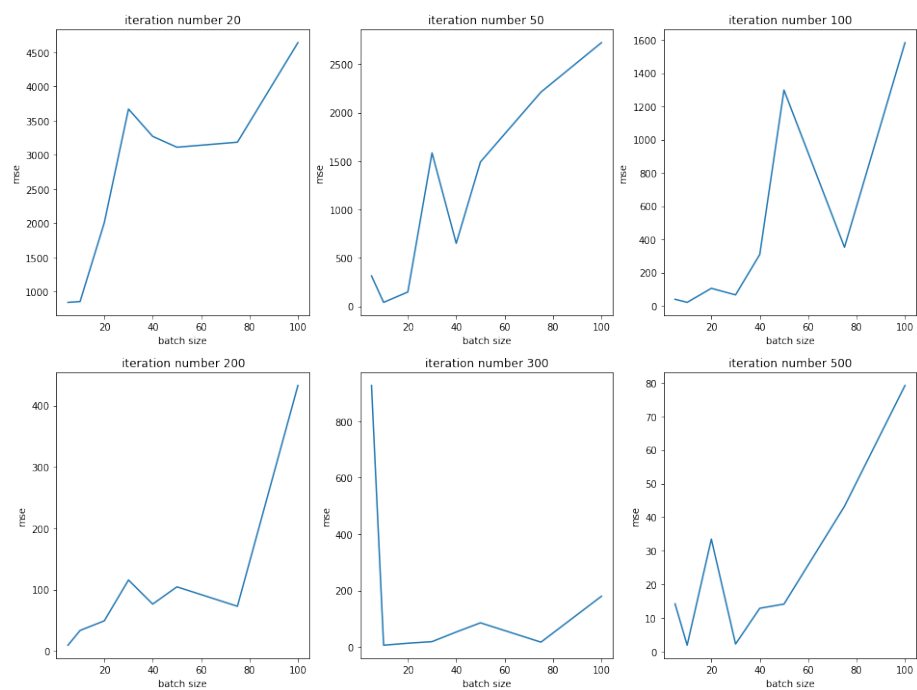 iteration number 20
4500
4000
3500
3000
2500
2000
1500
1000
mse
20 40 60 80 100
batch size
iteration number 50
2500
2000
1500
1000
500
0
mse
20 40 60 80 100
batch size
iteration number 100
1600
1400
1200
1000
800
600
400
200
0
mse
20 40 60 80 100
batch size
iteration number 200
400
300
200
100
0
mse
20 40 60 80 100
batch size
iteration number 300
800
600
400
200
0
mse
20 40 60 80 100
batch size
iteration number 500
80
70
60
50
40
30
20
10
0
mse
20 40 60 80 100
batch size